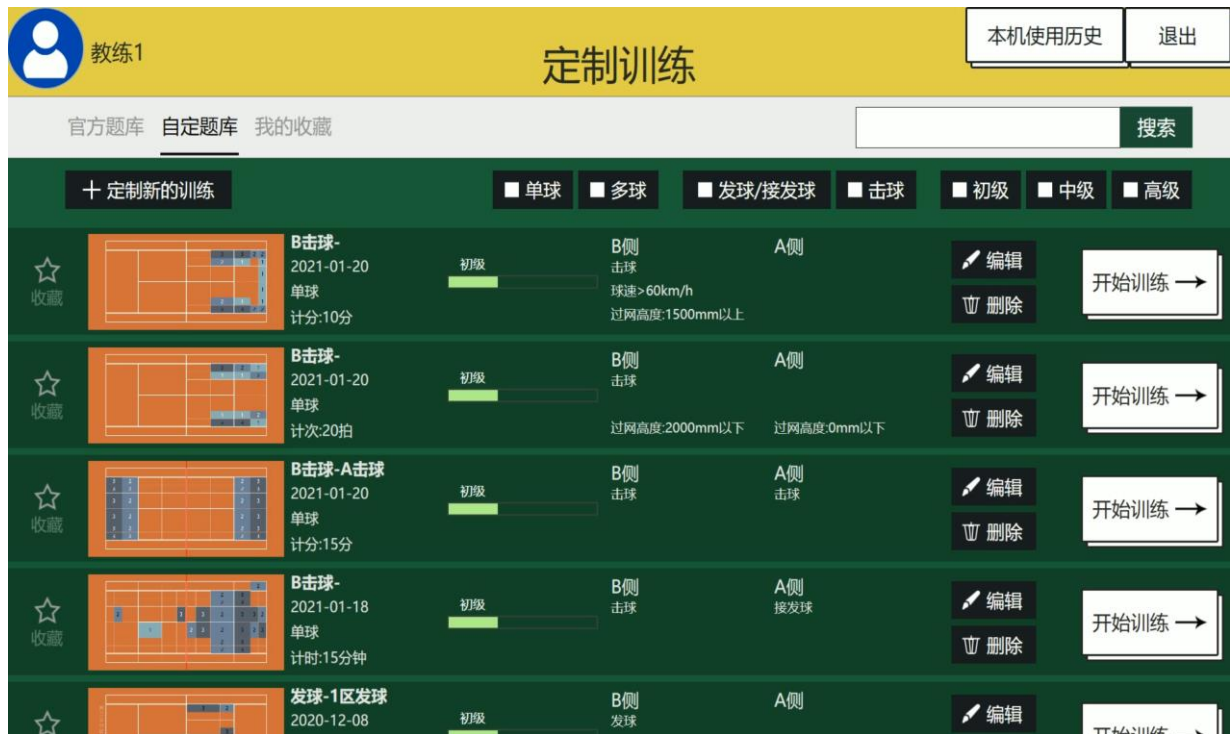 教练1
定制训练
本机使用历史
退出
官方题库 自定题库 我的收藏
搜索
十 定制新的训练
单球 多球 发球/接发球 击球 初级 中级 高级
收藏
B击球-
2021-01-20
单球
计分:10分
初级
B侧
击球
球速>60km/h
过网高度:1500mm以上
A侧
编辑
删除
开始训练
收藏
B击球-
2021-01-20
单球
计次:20拍
初级
B侧
击球
过网高度:2000mm以下
A侧
过网高度:0mm以下
编辑
删除
开始训练
收藏
B击球-A击球
2021-01-20
单球
计分:15分
初级
B侧
击球
A侧
击球
编辑
删除
开始训练
收藏
B击球-
2021-01-18
单球
计时:15分钟
初级
B侧
击球
A侧
接发球
编辑
删除
开始训练
发球-1区发球
2020-12-08
初级
B侧
发球
A侧
编辑
开始训练